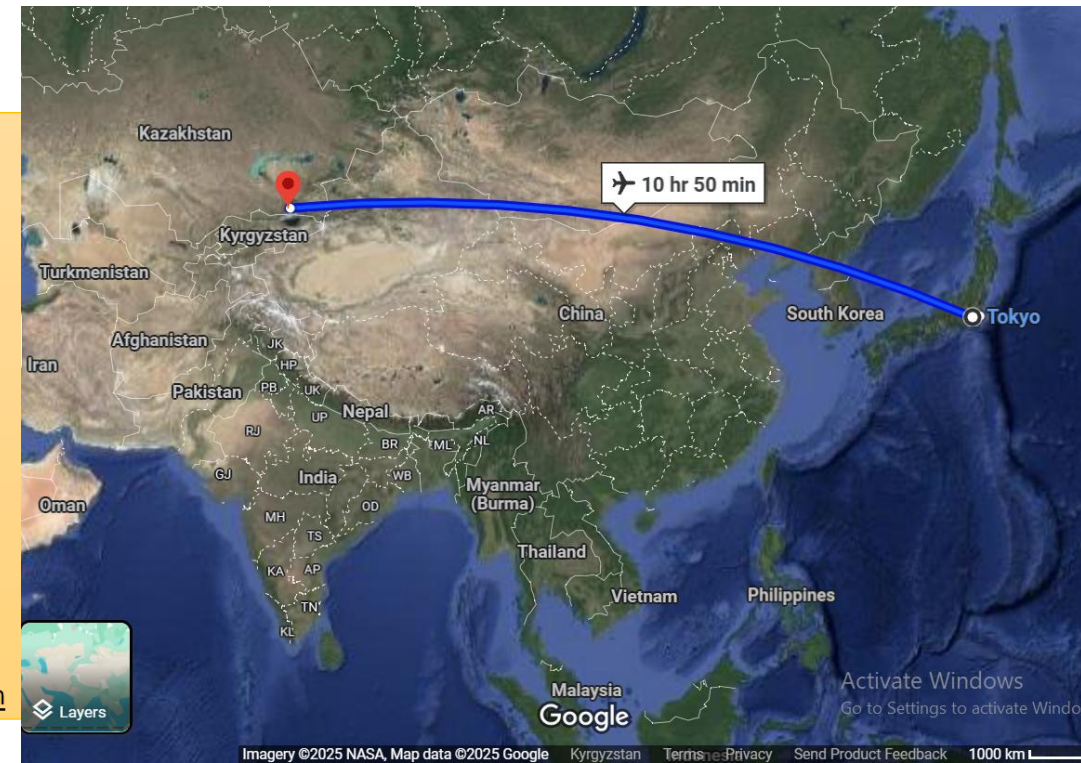 Kazakhstan
10 hr 50 min
Kyrgyzstan
Turkmenistan
China
South Korea
Tokyo
Afghanistan
JK
Iran
HP
Pakistan
PB
UK
UP
Nepal
AR
RJ
BR
ML
NL
GJ
India
WB
Myanmar
(Burma)
Oman
OD
MH
TS
Thailand
KA
AP
Vietnam
Philippines
TN
KL
Malaysia
Activate Windows
Go to Settings to activate Windo
Layers
Google
Imagery ©2025 NASA, Map data ©2025 Google Kyrgyzstan Terms Privacy Send Product Feedback 1000 km
Indonesia